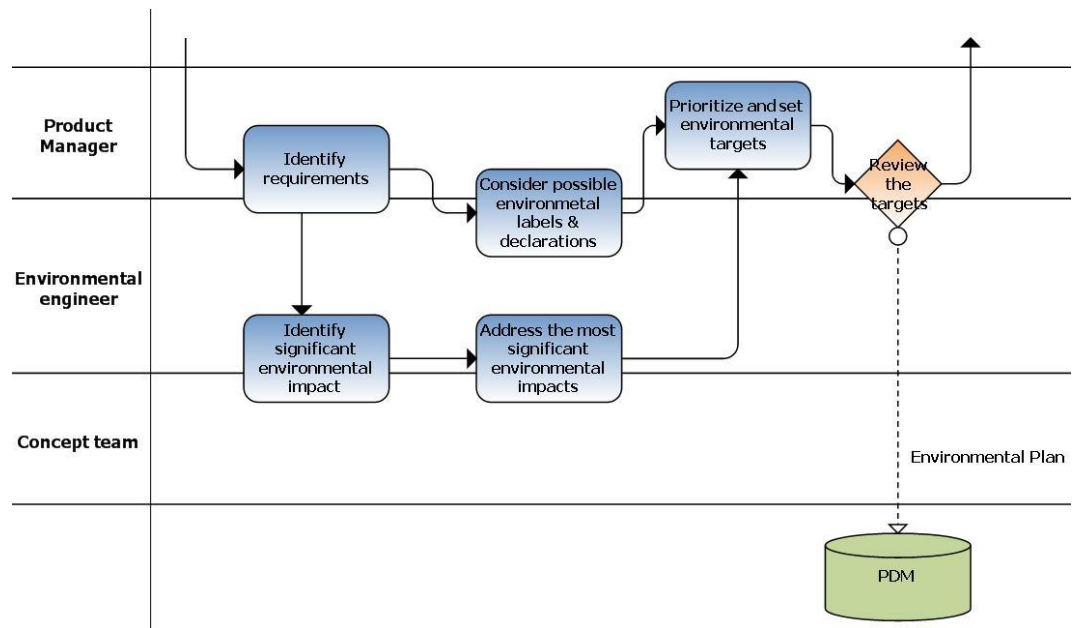 Product
Manager
Identify
requirements
Consider possible
environmetal
labels &
declarations
Prioritize and set
environmental
targets
Review
the
targets
Environmental
engineer
Identify
significant
environmental
impact
Address the most
significant
environmental
impacts
Concept team
Environmental Plan
PDM